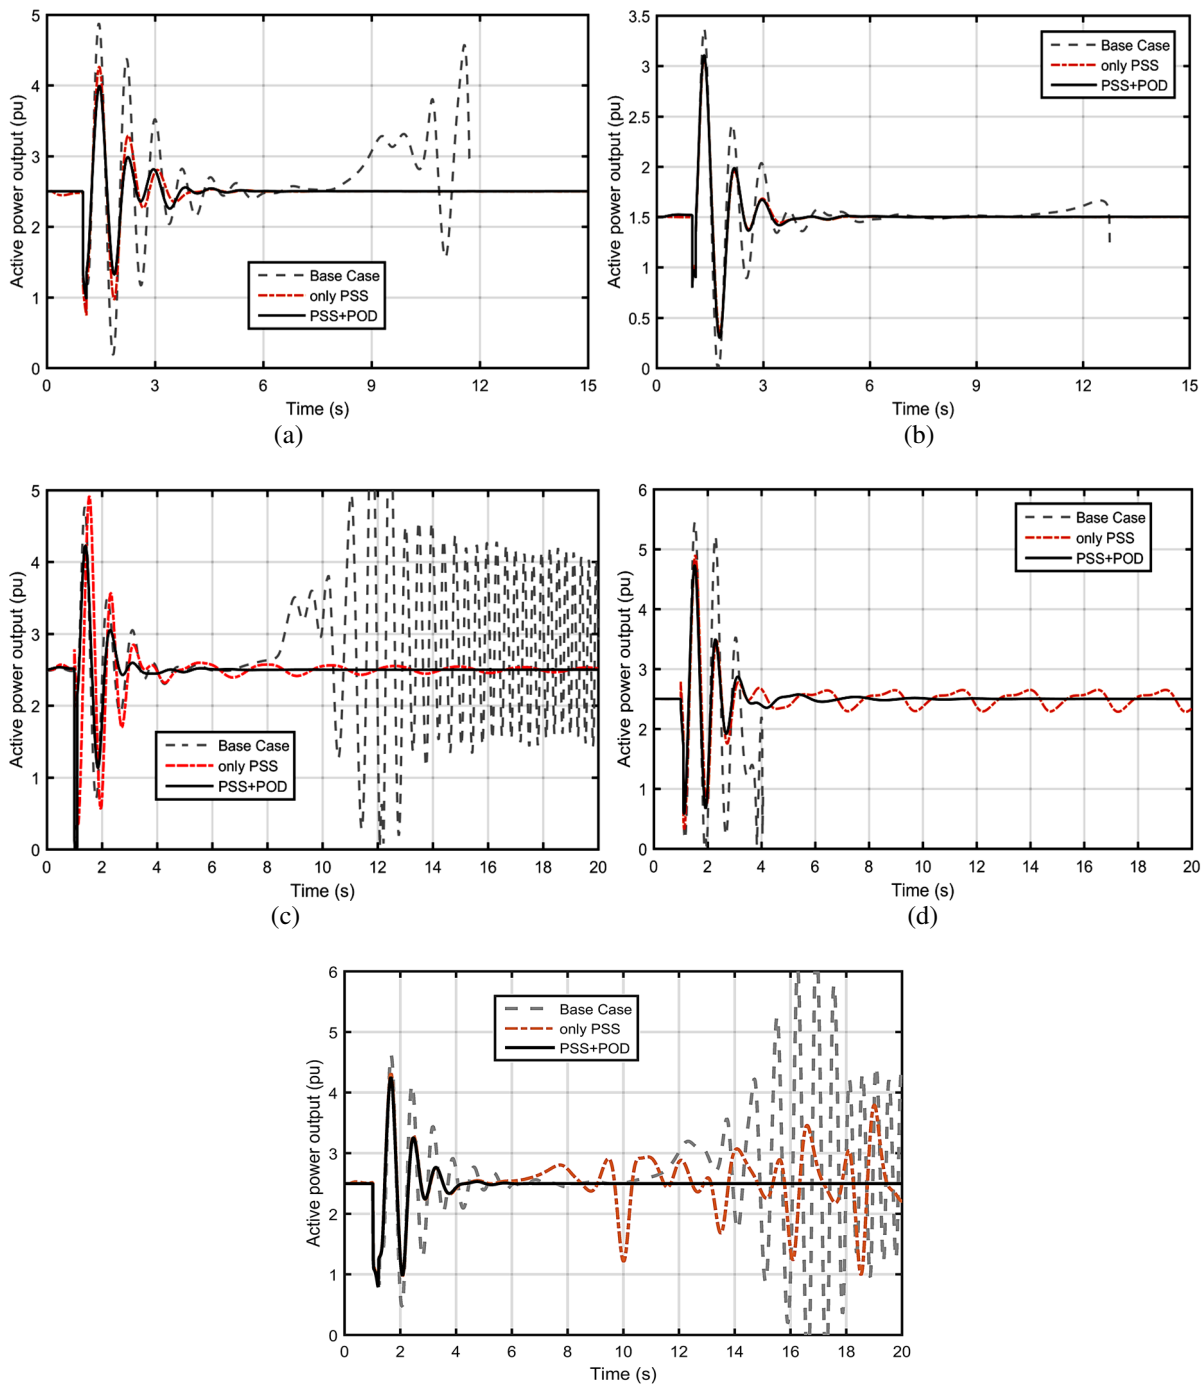 5
4
3
2
1
0
0 3 6 9 12 15
Active power output (pu)
Time (s)
Base Case
only PSS
PSS+POD
(a)
3.5
3
2.5
2
1.5
1
0.5
0
0 3 6 9 12 15
Active power output (pu)
Time (s)
Base Case
only PSS
PSS+POD
(b)
5
4
3
2
1
0
0 2 4 6 8 10 12 14 16 18 20
Active power output (pu)
Time (s)
Base Case
only PSS
PSS+POD
(c)
6
5
4
3
2
1
0
0 2 4 6 8 10 12 14 16 18 20
Active power output (pu)
Time (s)
Base Case
only PSS
PSS+POD
(d)
6
5
4
3
2
1
0
0 2 4 6 8 10 12 14 16 18 20
Active power output (pu)
Time (s)
Base Case
only PSS
PSS+POD